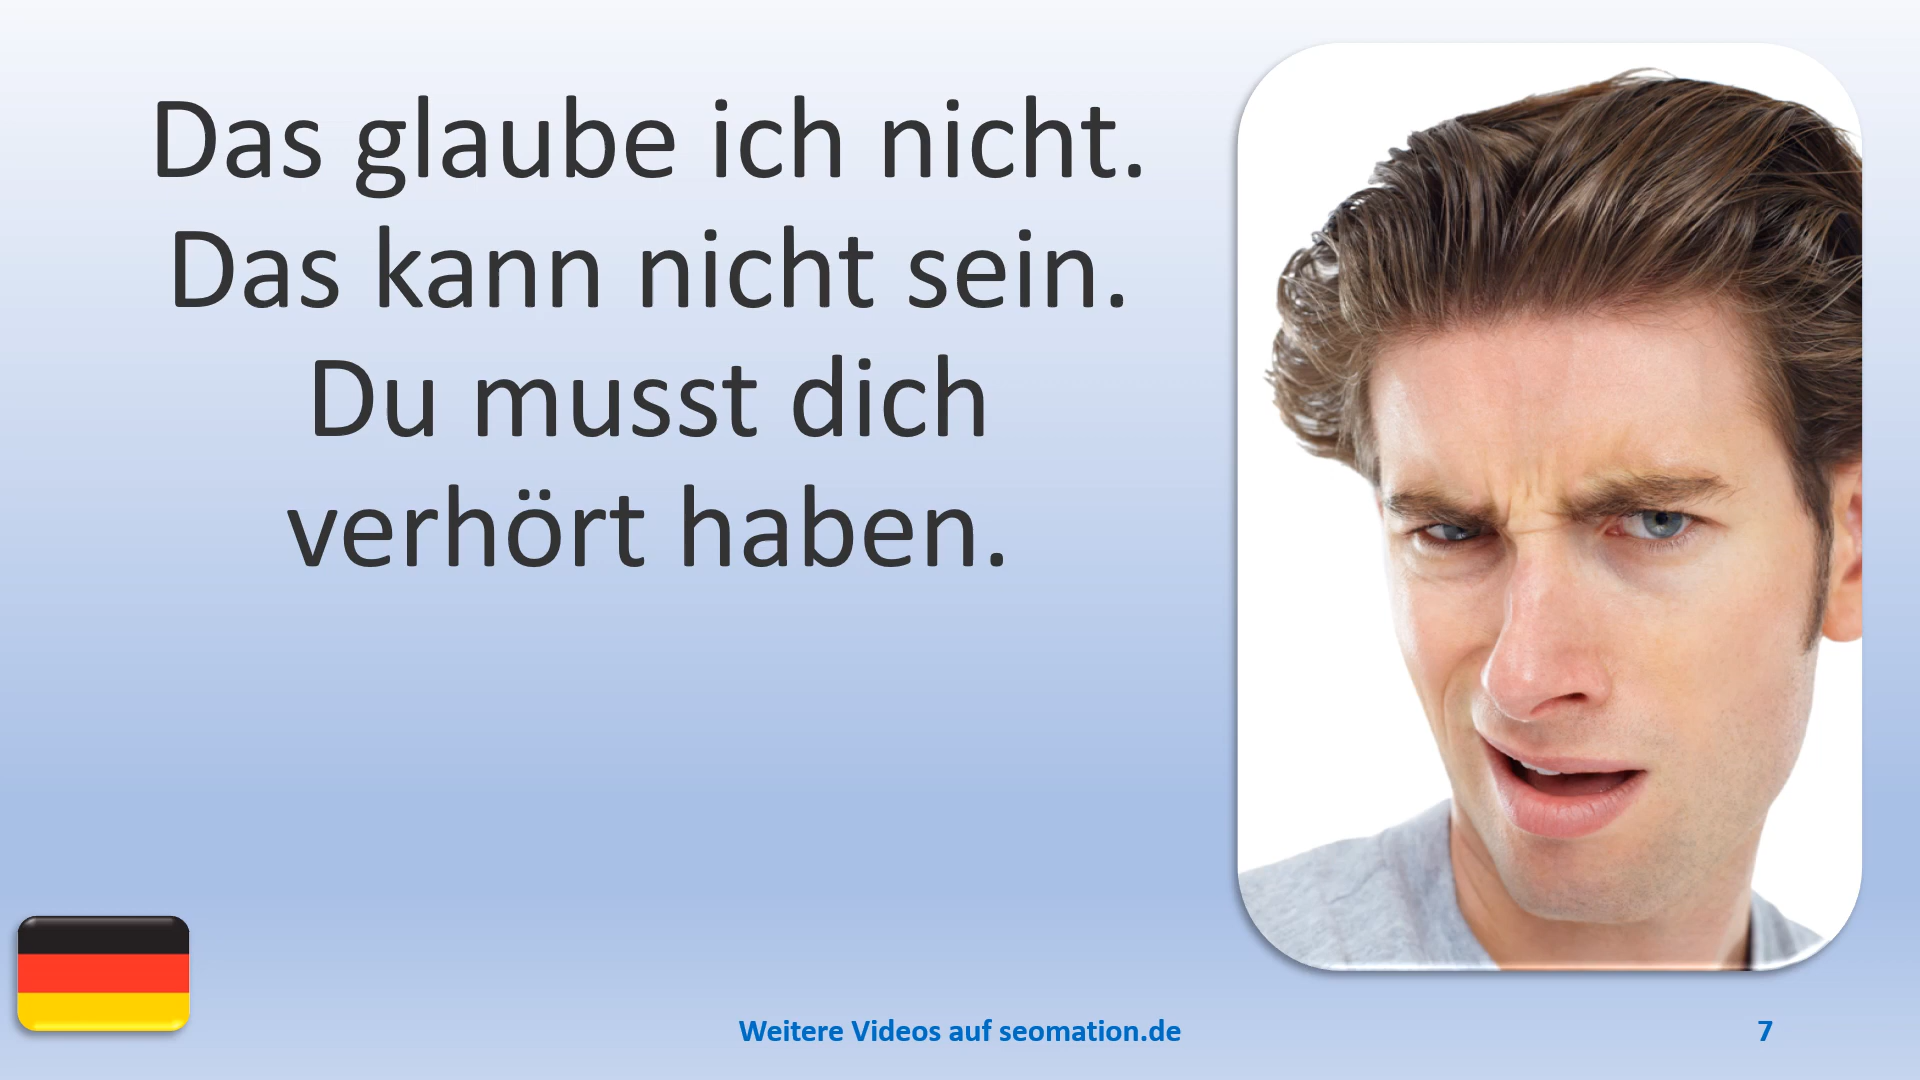 Das glaube ich nicht.
Das kann nicht sein.
Du musst dich
verhört haben.
Weitere Videos auf seomation.de
7